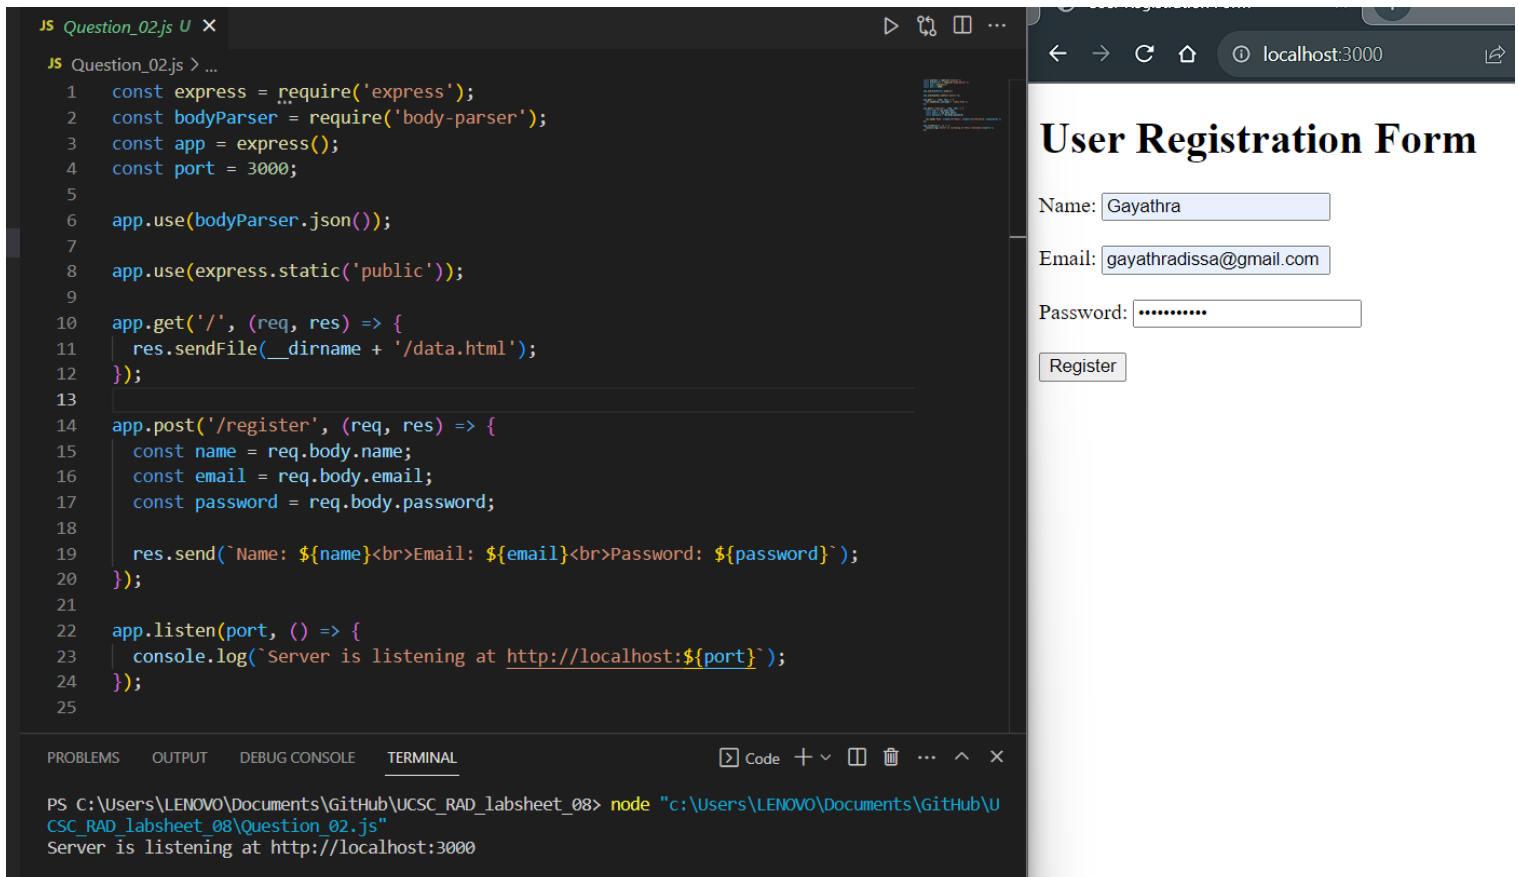 JS Question_02.js U ×
JS Question_02.js > ...
1 const express = require('express');
2 const bodyParser = require('body-parser');
3 const app = express();
4 const port = 3000;
5
6 app.use(bodyParser.json());
7
8 app.use(express.static('public'));
9
10 app.get('/', (req, res) => {
11 res.sendFile(__dirname + '/data.html');
12 });
13
14 app.post('/register', (req, res) => {
15 const name = req.body.name;
16 const email = req.body.email;
17 const password = req.body.password;
18
19 res.send(`Name: ${name}<br>Email: ${email}<br>Password: ${password}`);
20 });
21
22 app.listen(port, () => {
23 console.log(`Server is listening at http://localhost:${port}`);
24 });
25
PROBLEMS OUTPUT DEBUG CONSOLE TERMINAL Code
PS C:\Users\LENOVO\Documents\GitHub\UCSC_RAD_labsheet_08> node "c:\Users\LENOVO\Documents\GitHub\U
CSC_RAD_labsheet_08\Question_02.js"
Server is listening at http://localhost:3000
localhost:3000
User Registration Form
Name: Gayathra
Email: gayathradissa@gmail.com
Password: •••••••••••
Register